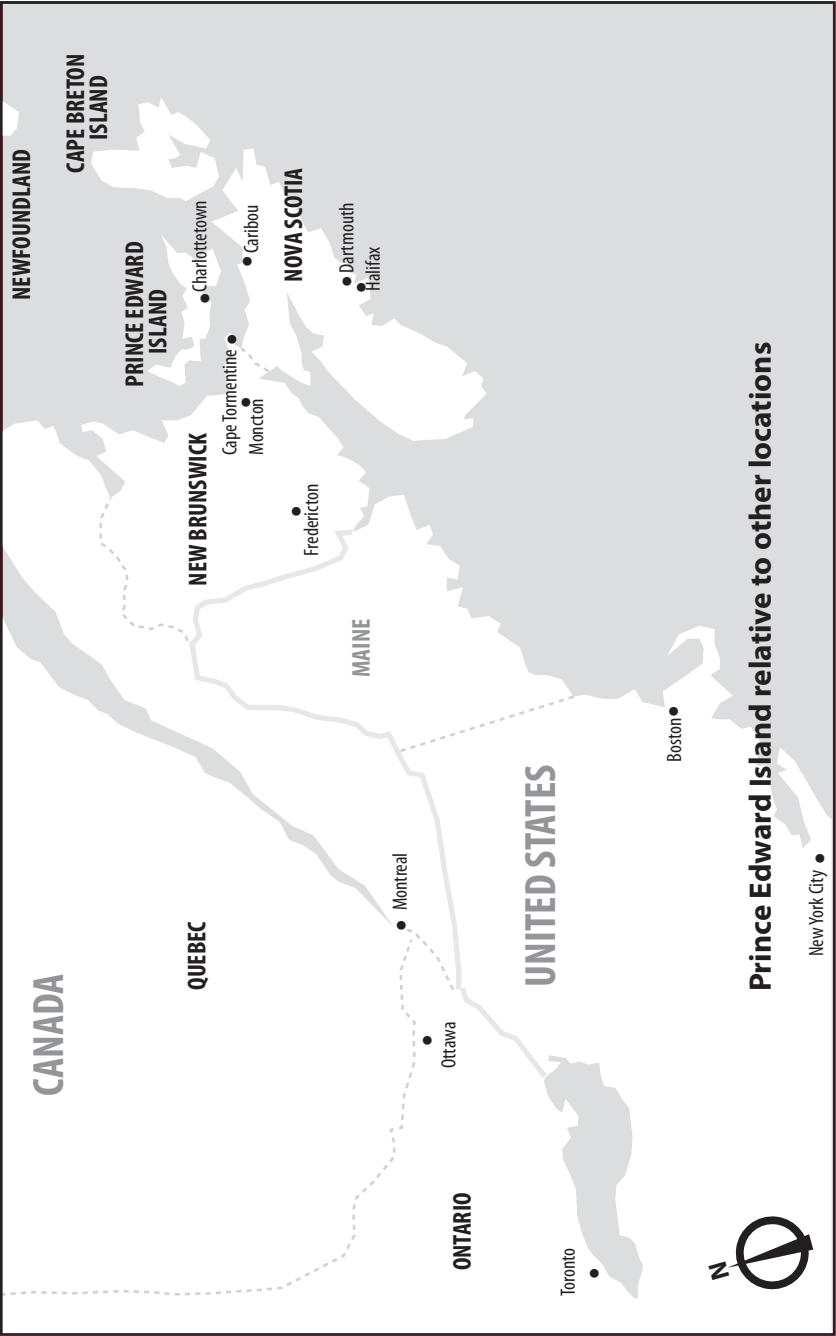 NEWFOUNDLAND
CAPE BRETON
ISLAND
PRINCE EDWARD
ISLAND
Charlottetown
Caribou
NOVA SCOTIA
Dartmouth
Halifax
Cape Tormentine
Moncton
NEW BRUNSWICK
Fredericton
MAINE
CANADA
QUEBEC
Montreal
Ottawa
UNITED STATES
Boston
New York City
ONTARIO
Toronto
N
Prince Edward Island relative to other locations